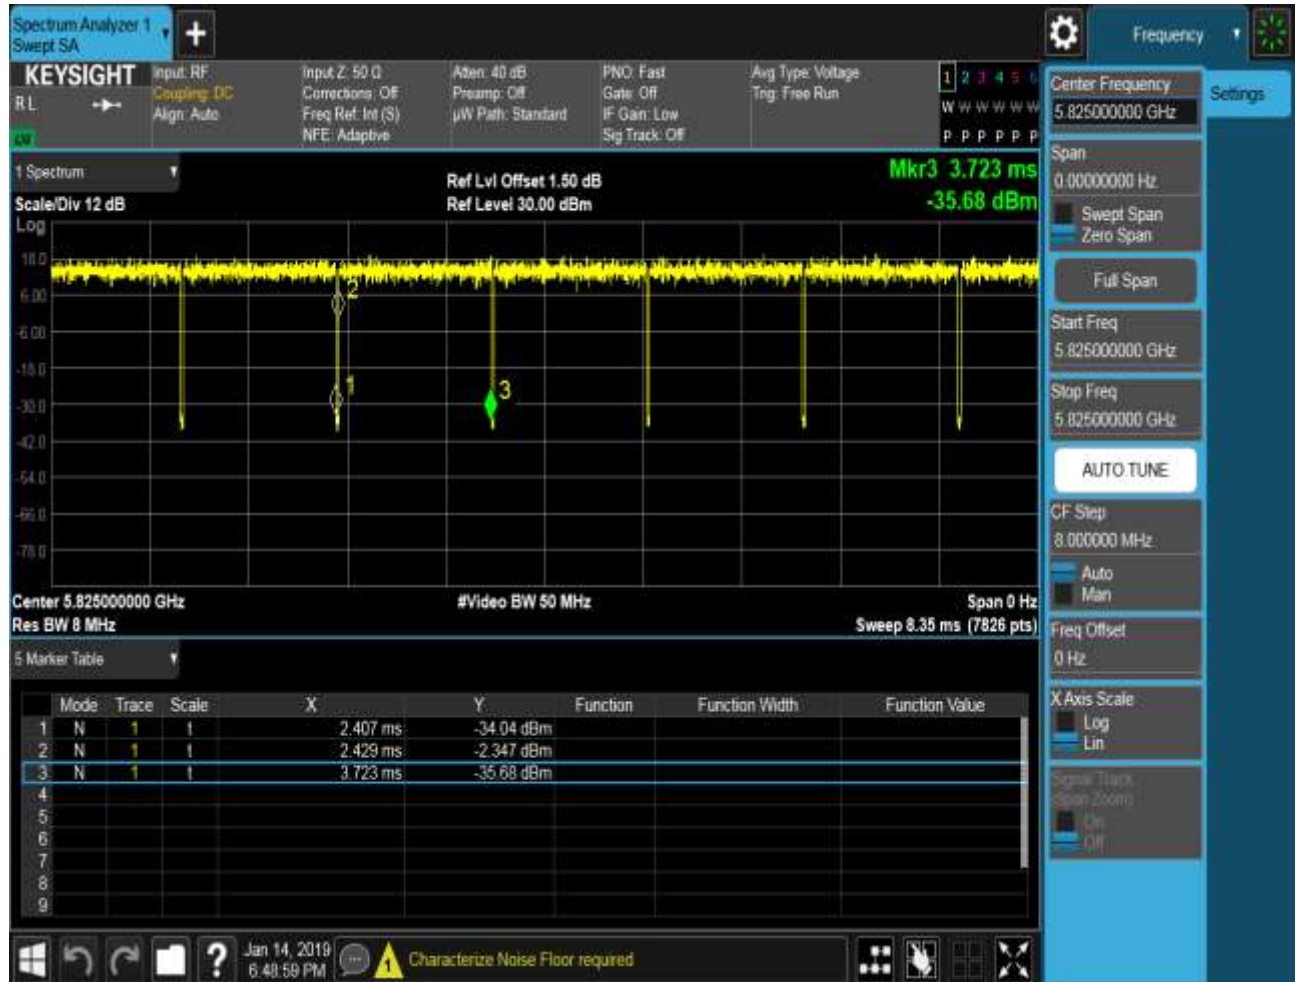 Spectrum Analyzer 1
Swept SA
+
Frequency
KEYSIGHT
RL
Input: RF
Coupling: DC
Align: Auto
Input Z: 50 Ω
Corrections: Off
Freq Ref: Int (S)
NFE: Adaptive
Atten: 40 dB
Preamp: Off
µW Path: Standard
PNO: Fast
Gate: Off
IF Gain: Low
Sig Track: Off
Avg Type: Voltage
Trig: Free Run
1 2 3 4 5 6
W W W W W W
P P P P P P
1 Spectrum
Scale/Div 12 dB
Log
Ref Lvl Offset 1.50 dB
Ref Level 30.00 dBm
Mkr3 3.723 ms
-35.68 dBm
18.0
6.00
-6.00
-18.0
-30.0
-42.0
-54.0
-66.0
-78.0
2
1
3
Center 5.825000000 GHz
#Video BW 50 MHz
Span 0 Hz
Res BW 8 MHz
Sweep 8.35 ms (7826 pts)
5 Marker Table
Mode Trace Scale X Y Function Function Width Function Value
1 N 1 t 2.407 ms -34.04 dBm
2 N 1 t 2.429 ms -2.347 dBm
3 N 1 t 3.723 ms -35.68 dBm
4
5
6
7
8
9
?
Jan 14, 2019
6:48:59 PM
Characterize Noise Floor required
Center Frequency
5.825000000 GHz
Settings
Span
0.00000000 Hz
Swept Span
Zero Span
Full Span
Start Freq
5.825000000 GHz
Stop Freq
5.825000000 GHz
AUTO TUNE
CF Step
8.000000 MHz
Auto
Man
Freq Offset
0 Hz
X Axis Scale
Log
Lin
Signal Track
(Span Zoom)
On
Off